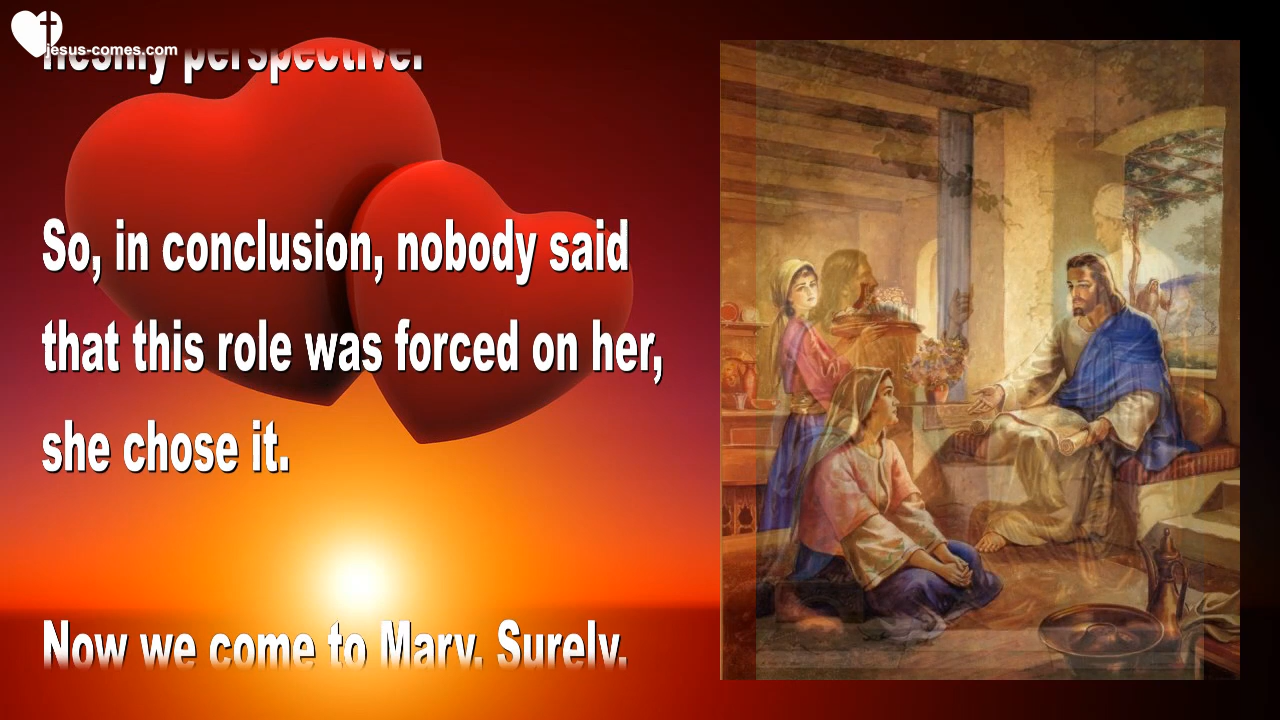 jesus-comes.com
fleshly perspective.
So, in conclusion, nobody said
that this role was forced on her,
she chose it.
Now we come to Mary. Surely,